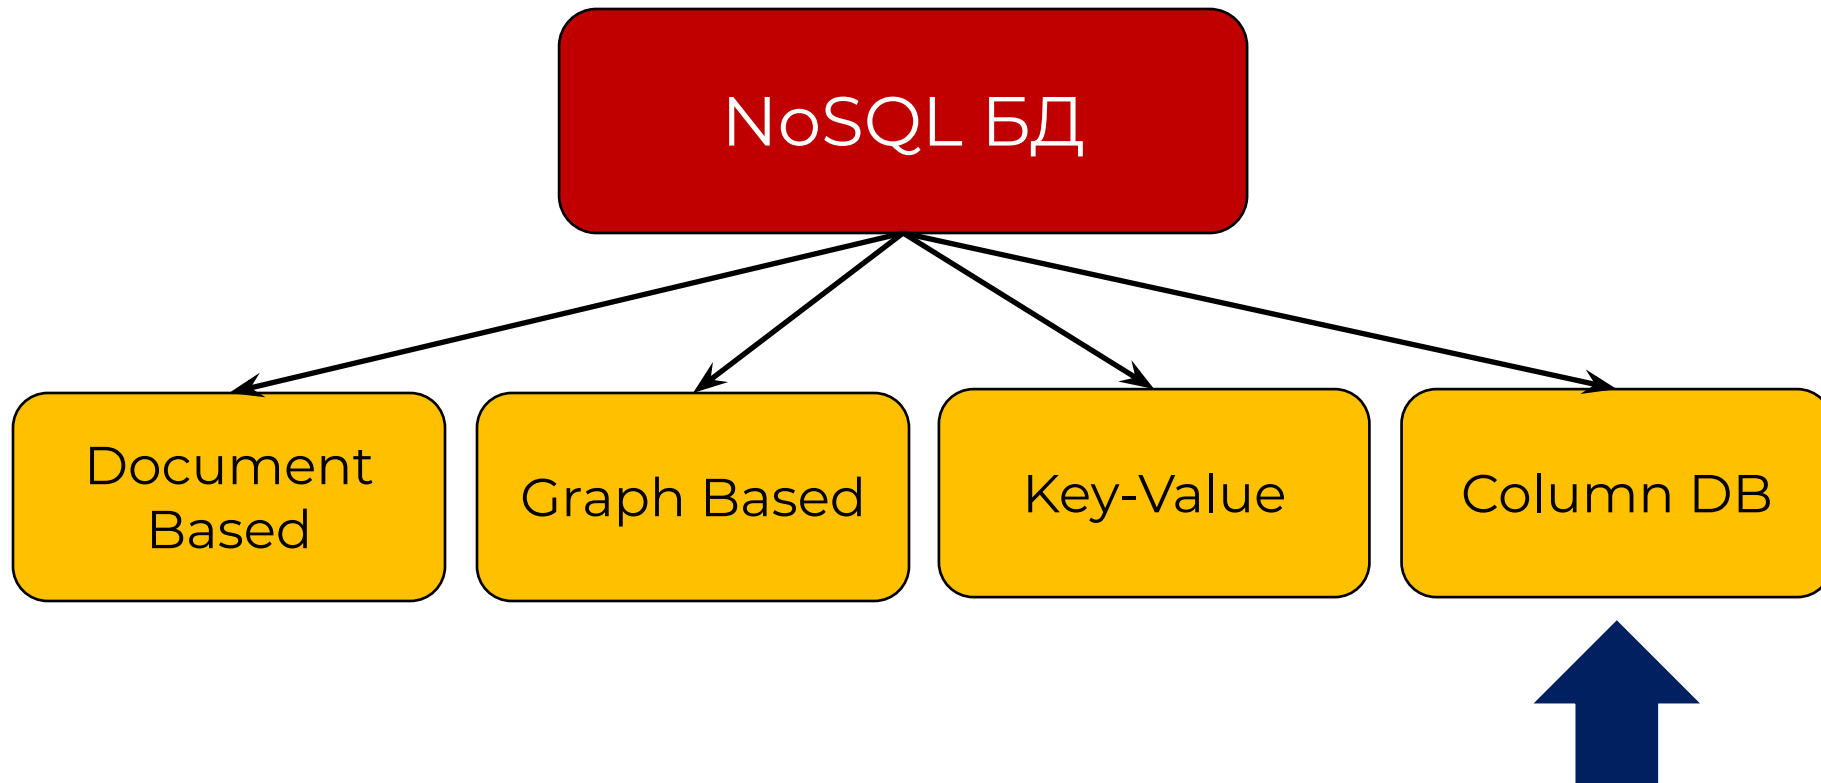 NoSQL БД
Document
Based
Graph Based
Key-Value
Column DB